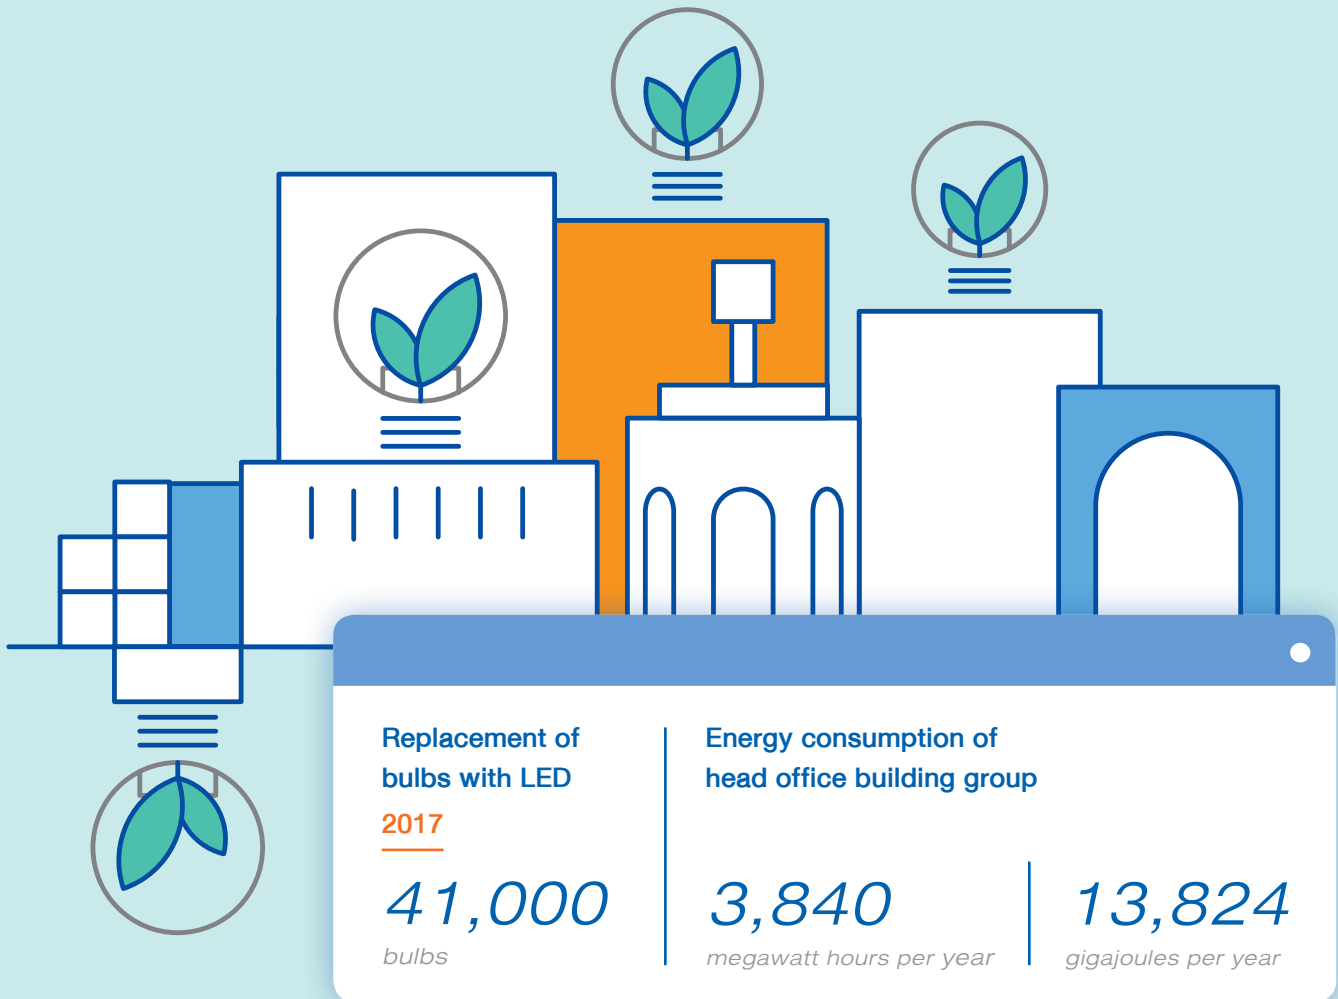 Replacement of
bulbs with LED
2017
41,000
bulbs
Energy consumption of
head office building group
3,840
megawatt hours per year
13,824
gigajoules per year